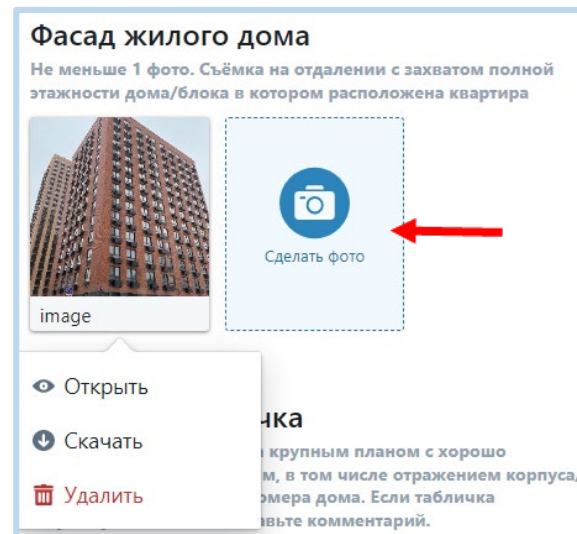 Фасад жилого дома
Не меньше 1 фото. Съёмка на отдалении с захватом полной
этажности дома/блока в котором расположена квартира
Сделать фото
image
Открыть
Скачать
Удалить
чка
крупным планом с хорошо
м, в том числе отражением корпуса,
омера дома. Если табличка
авьте комментарий.